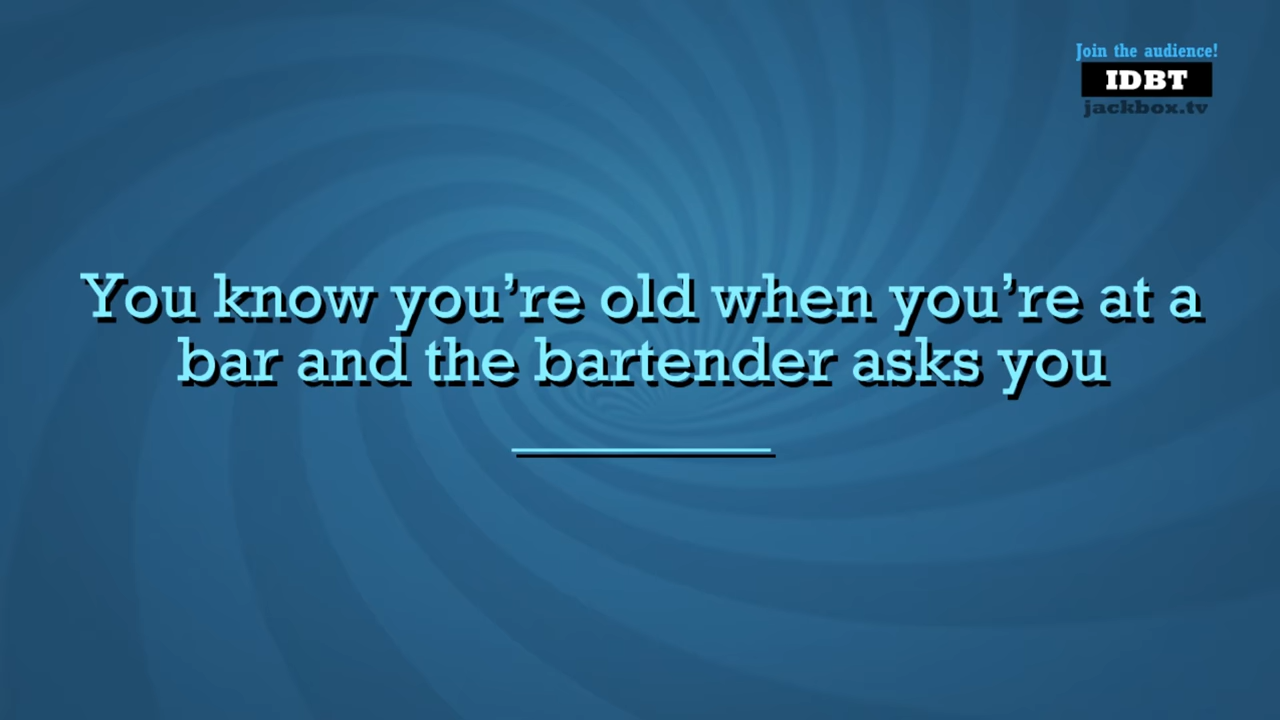 Join the audience!
IDBT
jackbox.tv
You know you’re old when you’re at a
bar and the bartender asks you